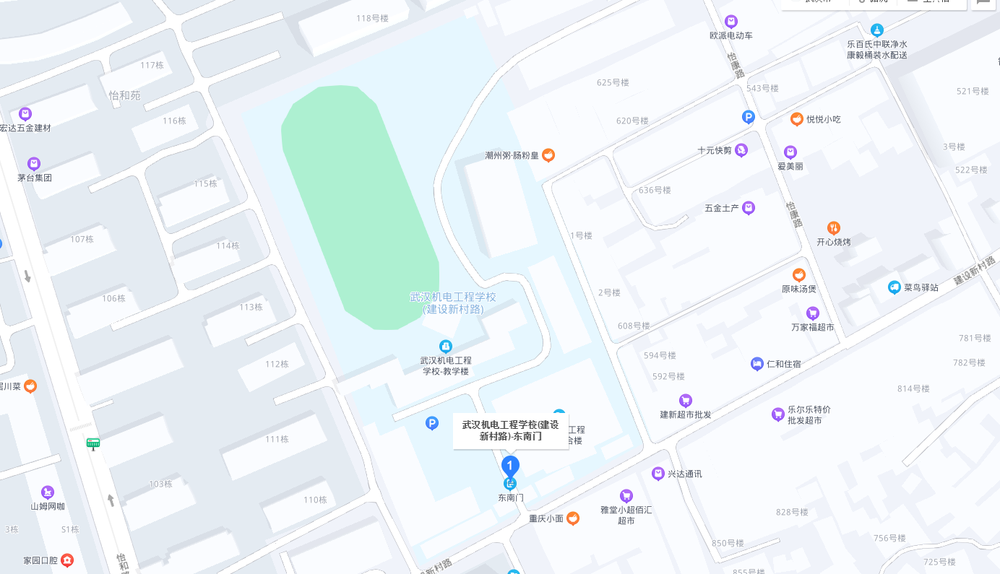 118号楼
欧派电动车
乐百氏中联净水
康毅桶装水配送
怡康路
117栋
625号楼
543号楼
521号楼
怡和苑
宏达五金建材
116栋
620号楼
悦悦小吃
潮州粥·肠粉皇
十元快剪
爱美丽
3号楼
522号楼
茅台集团
115栋
636号楼
五金土产
怡康路
107栋
114栋
1号楼
开心烧烤
建设新村路
原味汤煲
菜鸟驿站
106栋
113栋
武汉机电工程学校
(建设新村路)
2号楼
万家福超市
608号楼
781号楼
武汉机电工程
学校-教学楼
112栋
594号楼
592号楼
仁和住宿
782号楼
居川菜
814号楼
建新超市批发
乐尔乐特价
批发超市
P
P
武汉机电工程学校(建设
新村路)-东南门
工程
合楼
111栋
1
103栋
东南门
兴达通讯
山姆网咖
110栋
雅堂小超佰汇
超市
重庆小面
828号楼
3栋
51栋
850号楼
756号楼
家园口腔
怡和
新村路
725号楼
855号楼